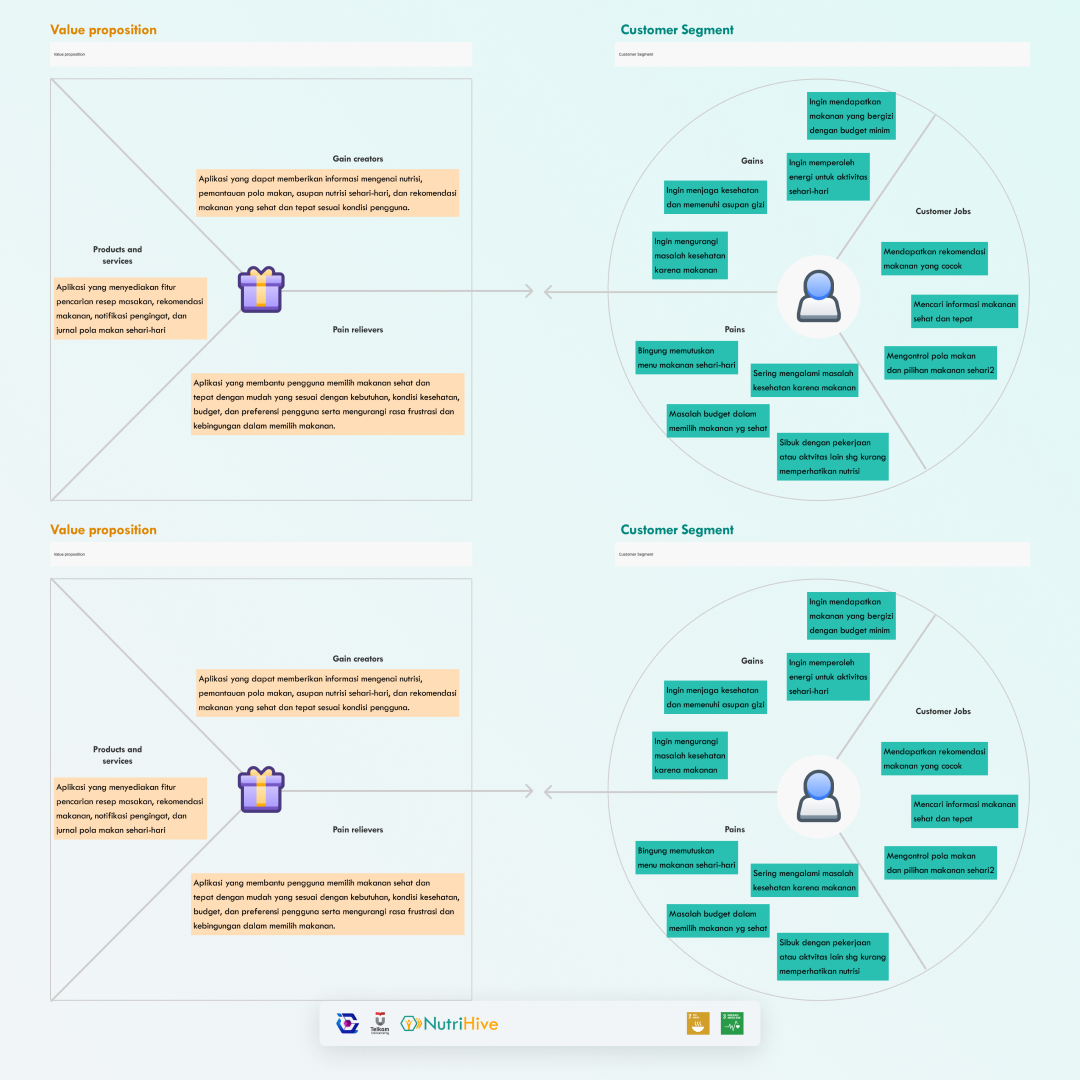 Value proposition
Value proposition
Gain creators
Aplikasi yang dapat memberikan informasi mengenai nutrisi,
pemantauan pola makan, asupan nutrisi sehari-hari, dan rekomendasi
makanan yang sehat dan tepat sesuai kondisi pengguna.
Products and
services
Aplikasi yang menyediakan fitur
pencarian resep masakan, rekomendasi
makanan, notifikasi pengingat, dan
jurnal pola makan sehari-hari
Pain relievers
Aplikasi yang membantu pengguna memilih makanan sehat dan
tepat dengan mudah yang sesuai dengan kebutuhan, kondisi kesehatan,
budget, dan preferensi pengguna serta mengurangi rasa frustrasi dan
kebingungan dalam memilih makanan.
Customer Segment
Customer Segment
Ingin mendapatkan
makanan yang bergizi
dengan budget minim
Gains
Ingin memperoleh
energi untuk aktivitas
sehari-hari
Ingin menjaga kesehatan
dan memenuhi asupan gizi
Ingin mengurangi
masalah kesehatan
karena makanan
Customer Jobs
Mendapatkan rekomendasi
makanan yang cocok
Mencari informasi makanan
sehat dan tepat
Mengontrol pola makan
dan pilihan makanan sehari2
Pains
Bingung memutuskan
menu makanan sehari-hari
Sering mengalami masalah
kesehatan karena makanan
Masalah budget dalam
memilih makanan yg sehat
Sibuk dengan pekerjaan
atau aktvitas lain shg kurang
memperhatikan nutrisi
Value proposition
Value proposition
Gain creators
Aplikasi yang dapat memberikan informasi mengenai nutrisi,
pemantauan pola makan, asupan nutrisi sehari-hari, dan rekomendasi
makanan yang sehat dan tepat sesuai kondisi pengguna.
Products and
services
Aplikasi yang menyediakan fitur
pencarian resep masakan, rekomendasi
makanan, notifikasi pengingat, dan
jurnal pola makan sehari-hari
Pain relievers
Aplikasi yang membantu pengguna memilih makanan sehat dan
tepat dengan mudah yang sesuai dengan kebutuhan, kondisi kesehatan,
budget, dan preferensi pengguna serta mengurangi rasa frustrasi dan
kebingungan dalam memilih makanan.
Customer Segment
Customer Segment
Ingin mendapatkan
makanan yang bergizi
dengan budget minim
Gains
Ingin memperoleh
energi untuk aktivitas
sehari-hari
Ingin menjaga kesehatan
dan memenuhi asupan gizi
Ingin mengurangi
masalah kesehatan
karena makanan
Customer Jobs
Mendapatkan rekomendasi
makanan yang cocok
Mencari informasi makanan
sehat dan tepat
Mengontrol pola makan
dan pilihan makanan sehari2
Pains
Bingung memutuskan
menu makanan sehari-hari
Sering mengalami masalah
kesehatan karena makanan
Masalah budget dalam
memilih makanan yg sehat
Sibuk dengan pekerjaan
atau aktvitas lain shg kurang
memperhatikan nutrisi
Telkom
University
NutriHive